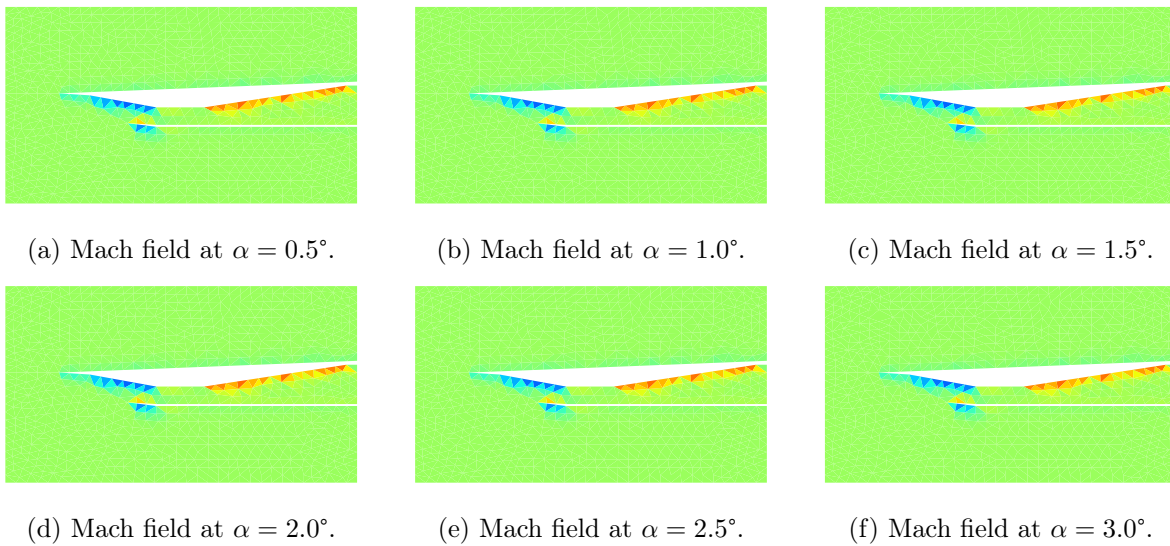 (a) Mach field at α = 0.5°.
(b) Mach field at α = 1.0°.
(c) Mach field at α = 1.5°.
(d) Mach field at α = 2.0°.
(e) Mach field at α = 2.5°.
(f) Mach field at α = 3.0°.